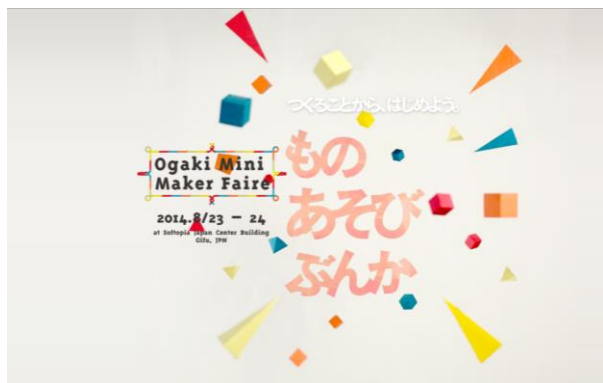 つくることから、はじめよう。
もの
あそび
ぶんか
Ogaki Mini
Maker Faire
2014.8/23 — 24
at Softopia Japan Center Building
Gifu, JPN